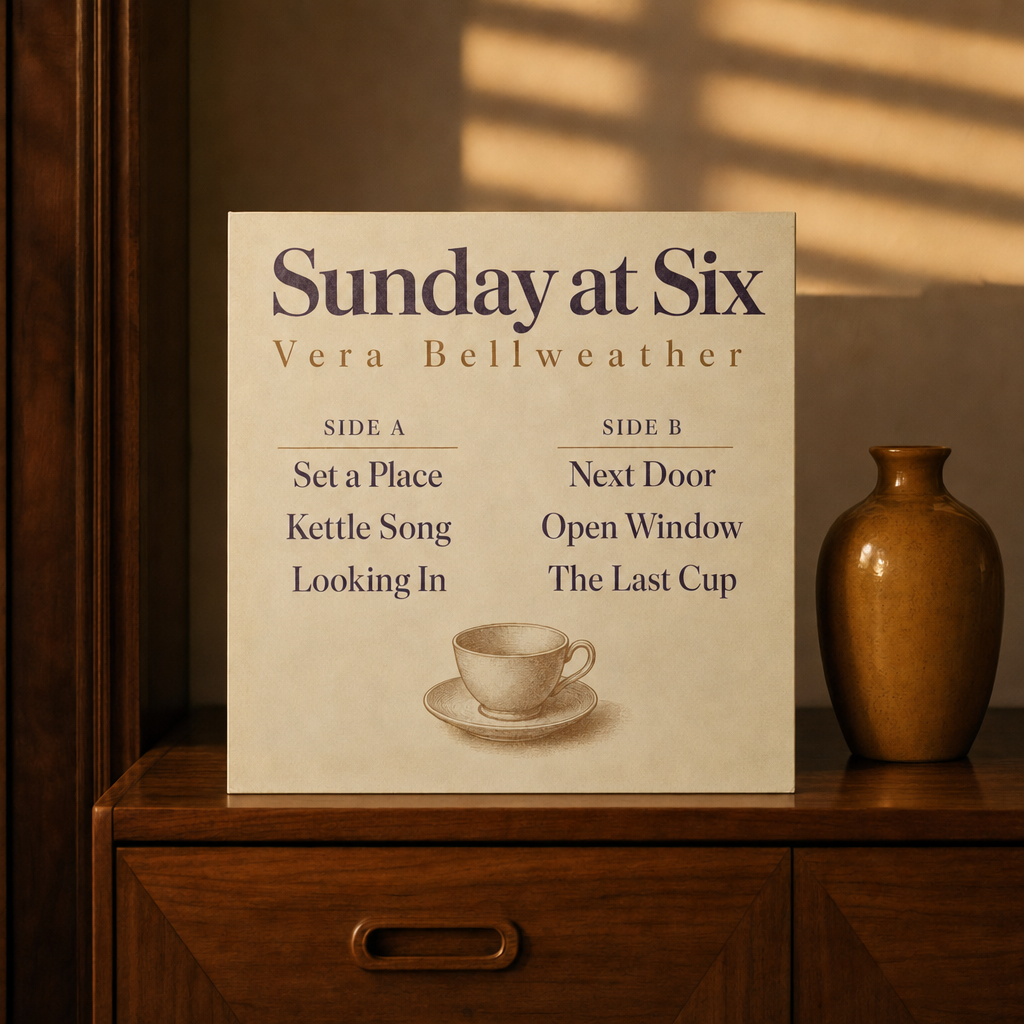 Sunday at Six
Vera Bellweather
SIDE A
Set a Place
Kettle Song
Looking In
SIDE B
Next Door
Open Window
The Last Cup